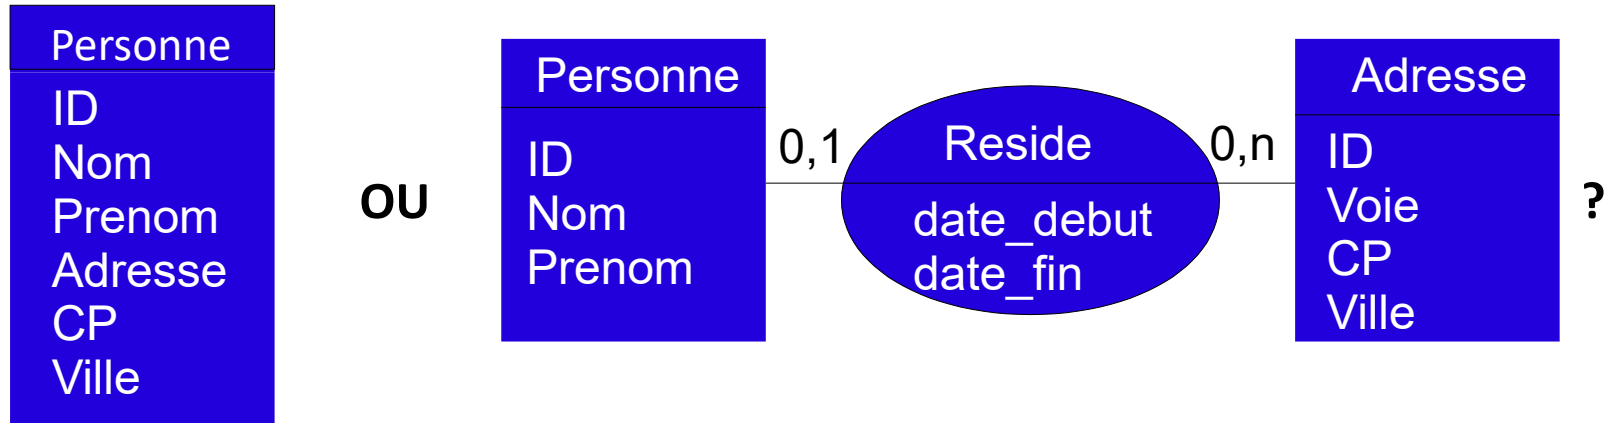 Personne
ID
Nom
Prenom
Adresse
CP
Ville
OU
Personne
ID
Nom
Prenom
0,1
Reside
date_debut
date_fin
0,n
Adresse
ID
Voie
CP
Ville
?